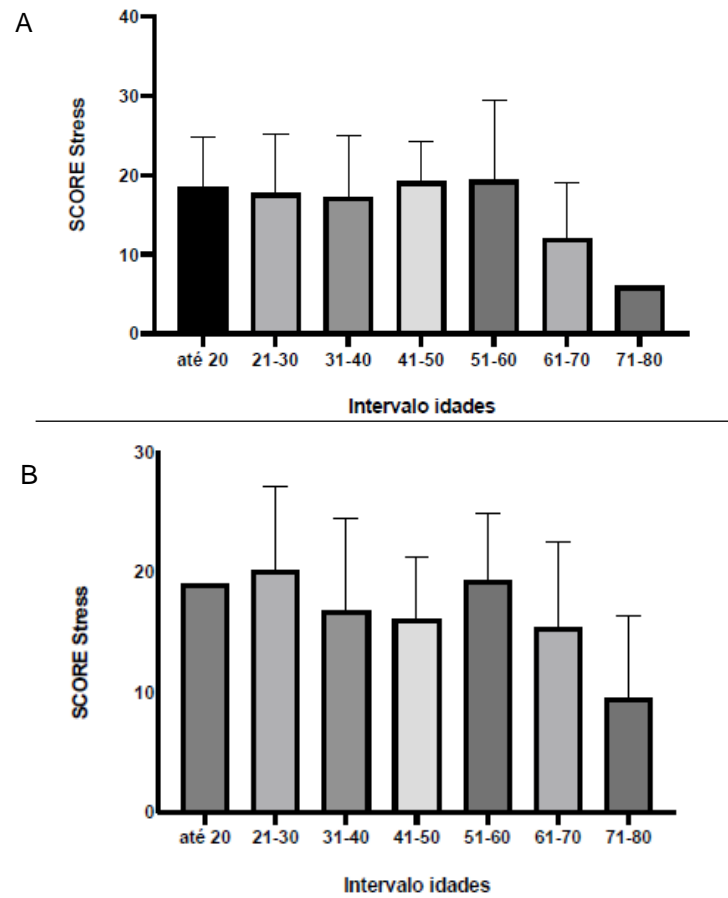 A
SCORE Stress
40
30
20
10
0
até 20 21-30 31-40 41-50 51-60 61-70 71-80
Intervalo idades
B
SCORE Stress
30
20
10
0
até 20 21-30 31-40 41-50 51-60 61-70 71-80
Intervalo idades